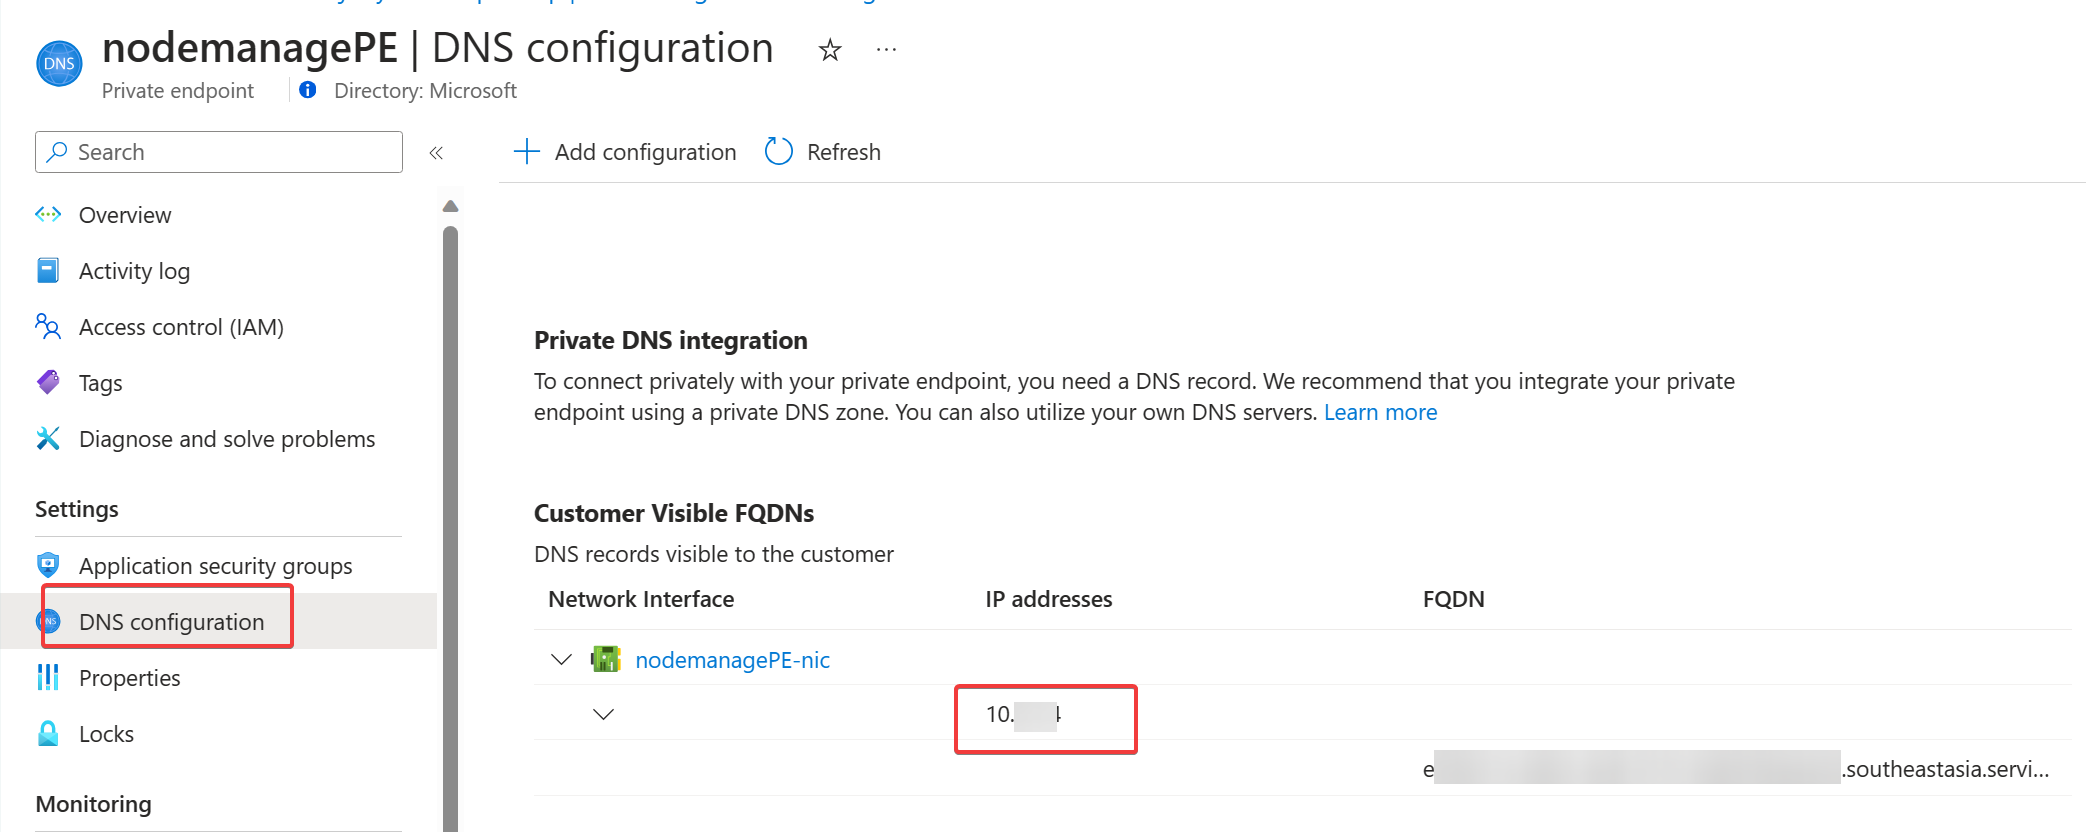 nodemanagePE | DNS configuration
DNS
Private endpoint
Directory: Microsoft
Search
«
Add configuration
Refresh
Overview
Activity log
Access control (IAM)
Tags
Diagnose and solve problems
Settings
Application security groups
DNS configuration
Properties
Locks
Monitoring
Private DNS integration
To connect privately with your private endpoint, you need a DNS record. We recommend that you integrate your private
endpoint using a private DNS zone. You can also utilize your own DNS servers. Learn more
Customer Visible FQDNs
DNS records visible to the customer
Network Interface IP addresses FQDN
nodemanagePE-nic
10.
.southeastasia.servi...